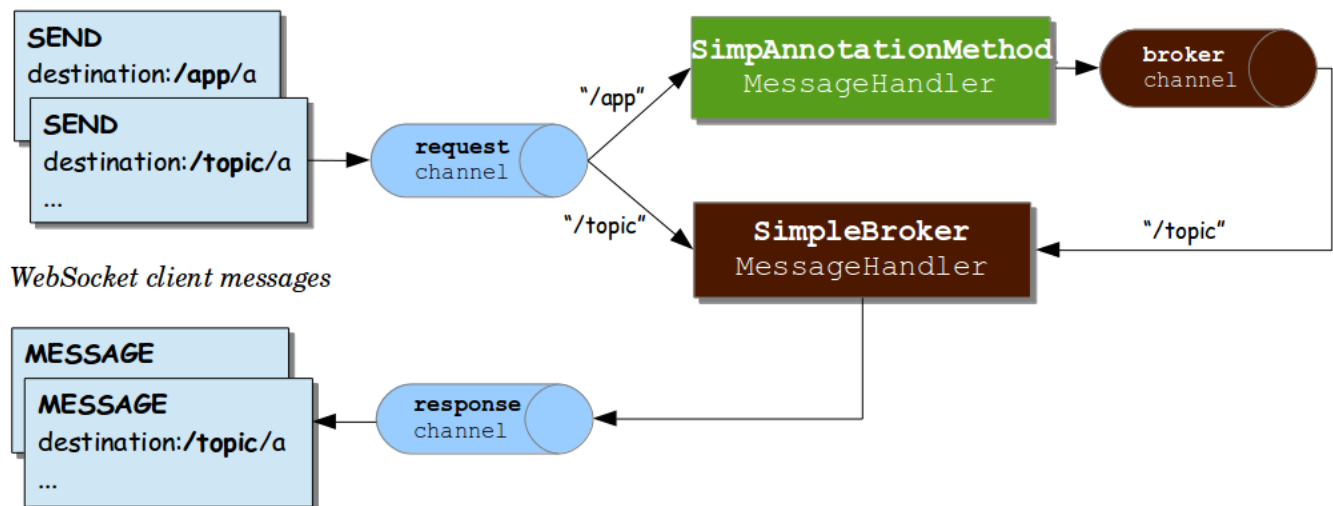 SEND
destination:/app/a
SEND
destination:/topic/a
...
WebSocket client messages
request
channel
“/app”
“/topic”
SimpAnnotationMethod
MessageHandler
broker
channel
SimpleBroker
MessageHandler
“/topic”
MESSAGE
MESSAGE
destination:/topic/a
...
response
channel